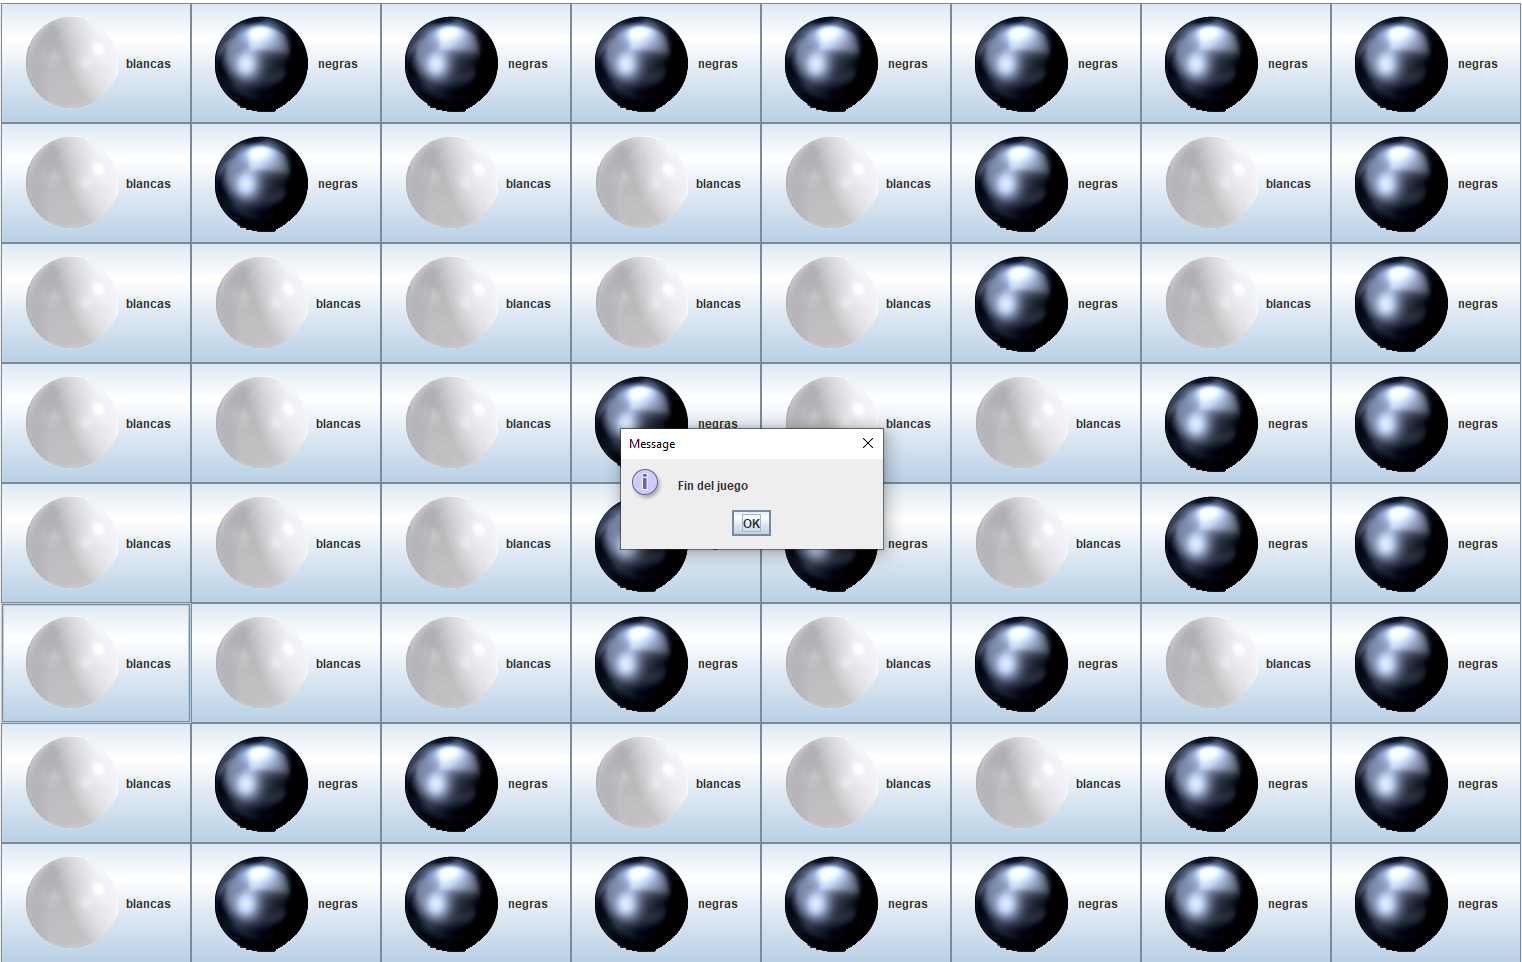 blancas negras negras negras negras negras negras negras
blancas negras blancas blancas blancas negras blancas negras
blancas blancas blancas blancas blancas negras blancas negras
blancas blancas blancas negras blancas blancas negras negras
Message
Fin del juego
OK
blancas blancas blancas negras blancas negras negras
blancas blancas blancas negras blancas negras blancas negras
blancas negras negras blancas blancas blancas negras negras
blancas negras negras negras negras negras negras negras